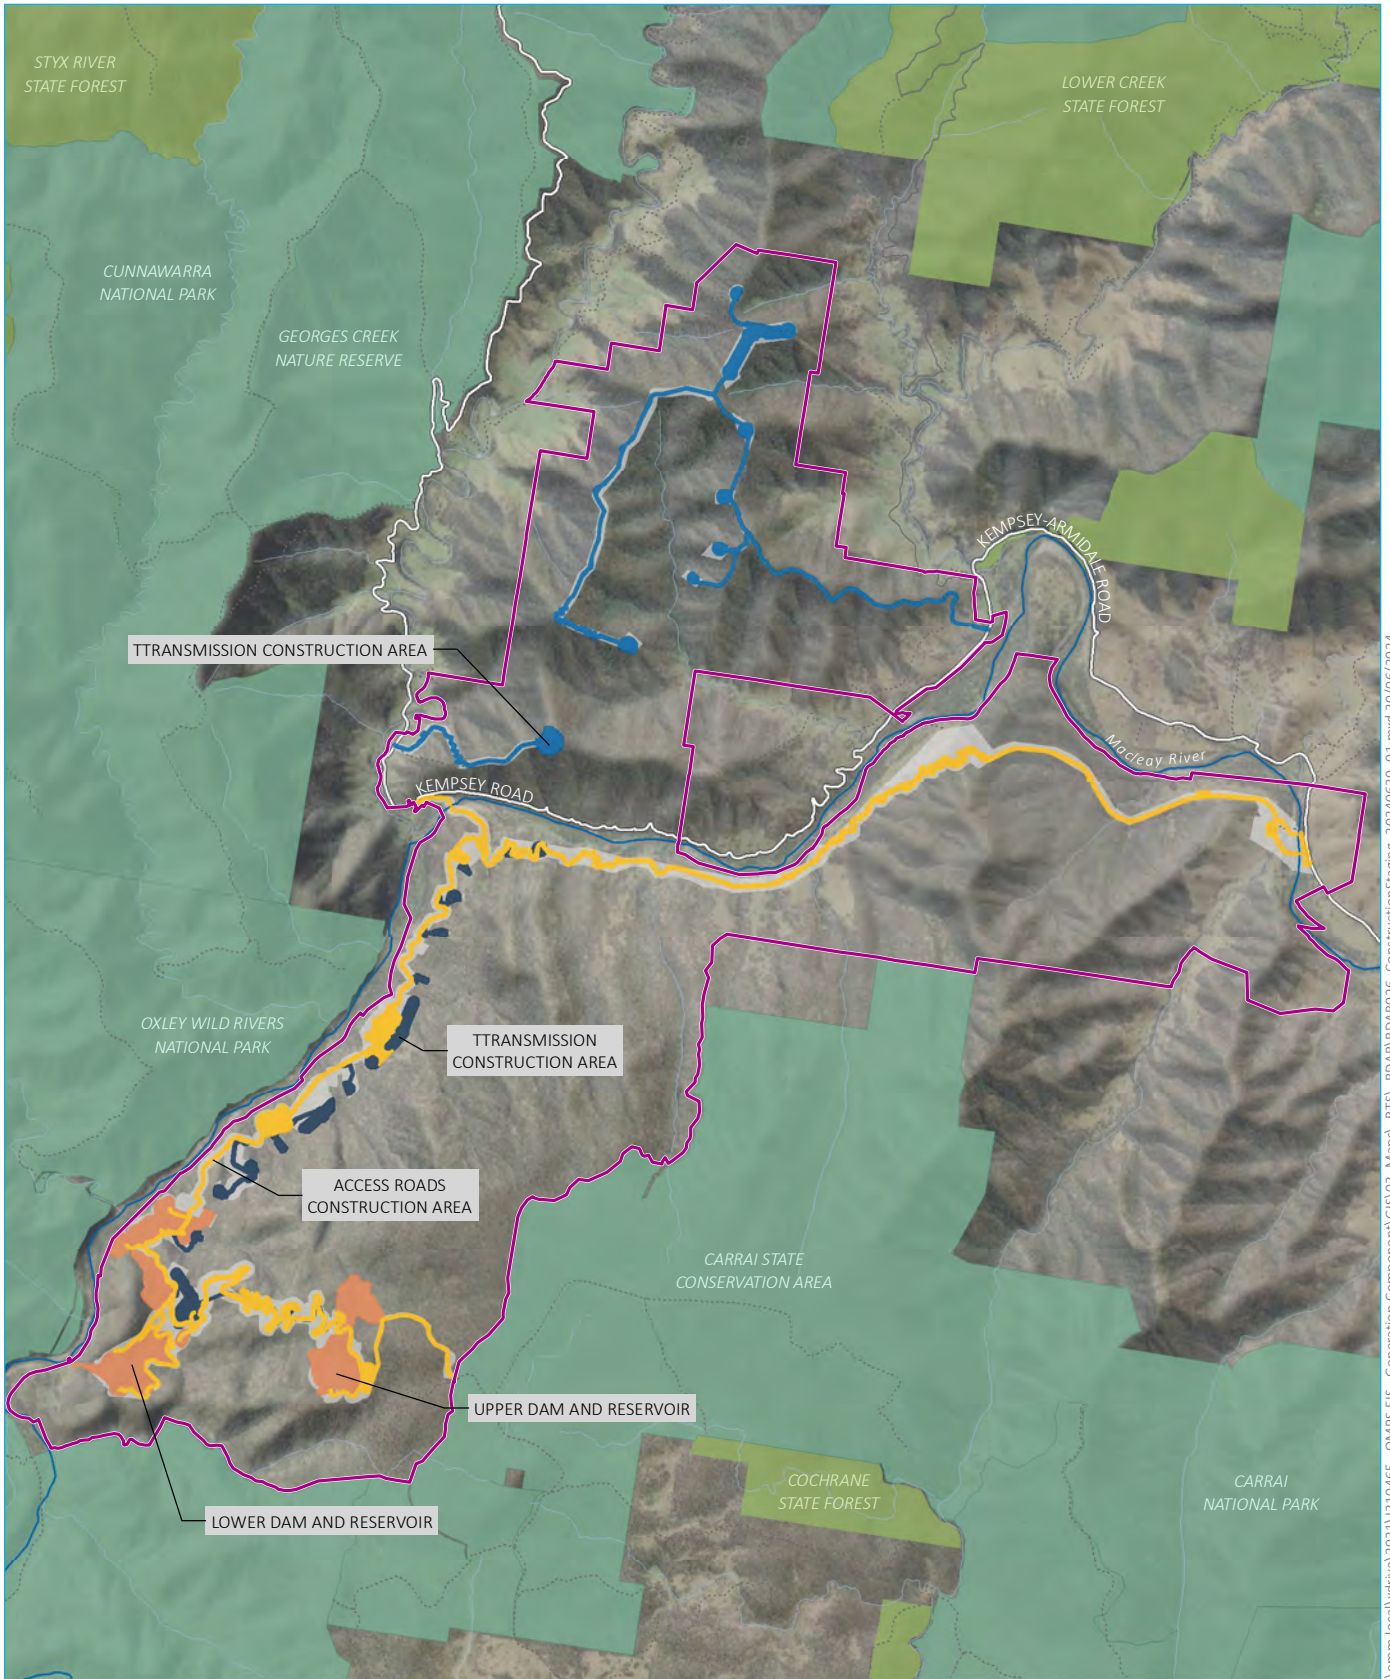 STYX RIVER
STATE FOREST
LOWER CREEK
STATE FOREST
CUNNAWARRA
NATIONAL PARK
GEORGES CREEK
NATURE RESERVE
KEMPSEY-ARMIDALE ROAD
TTRANSMISSION CONSTRUCTION AREA
Macleay River
KEMPSEY ROAD
OXLEY WILD RIVERS
NATIONAL PARK
TTRANSMISSION
CONSTRUCTION AREA
ACCESS ROADS
CONSTRUCTION AREA
CARRAI STATE
CONSERVATION AREA
UPPER DAM AND RESERVOIR
COCHRANE
STATE FOREST
CARRAI
NATIONAL PARK
LOWER DAM AND RESERVOIR